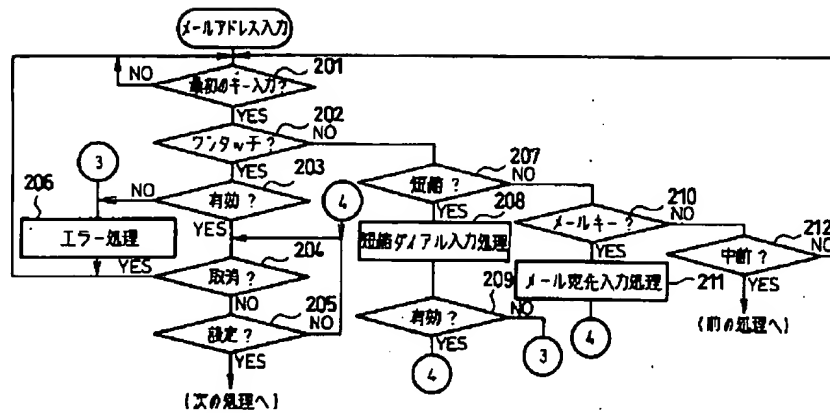 メールアドレス入力
最初のキー入力?
201
NO
YES
ワンタッチ?
202
NO
YES
有効?
203
NO
YES
3
206
エラー処理
取消?
204
YES
NO
設定?
205
NO
YES
(次の処理へ)
4
短縮?
207
NO
YES
208
短縮ダイアル入力処理
有効?
209
NO
YES
4
3
メールキー?
210
NO
YES
メール宛先入力処理
211
4
中断?
212
NO
YES
(前の処理へ)